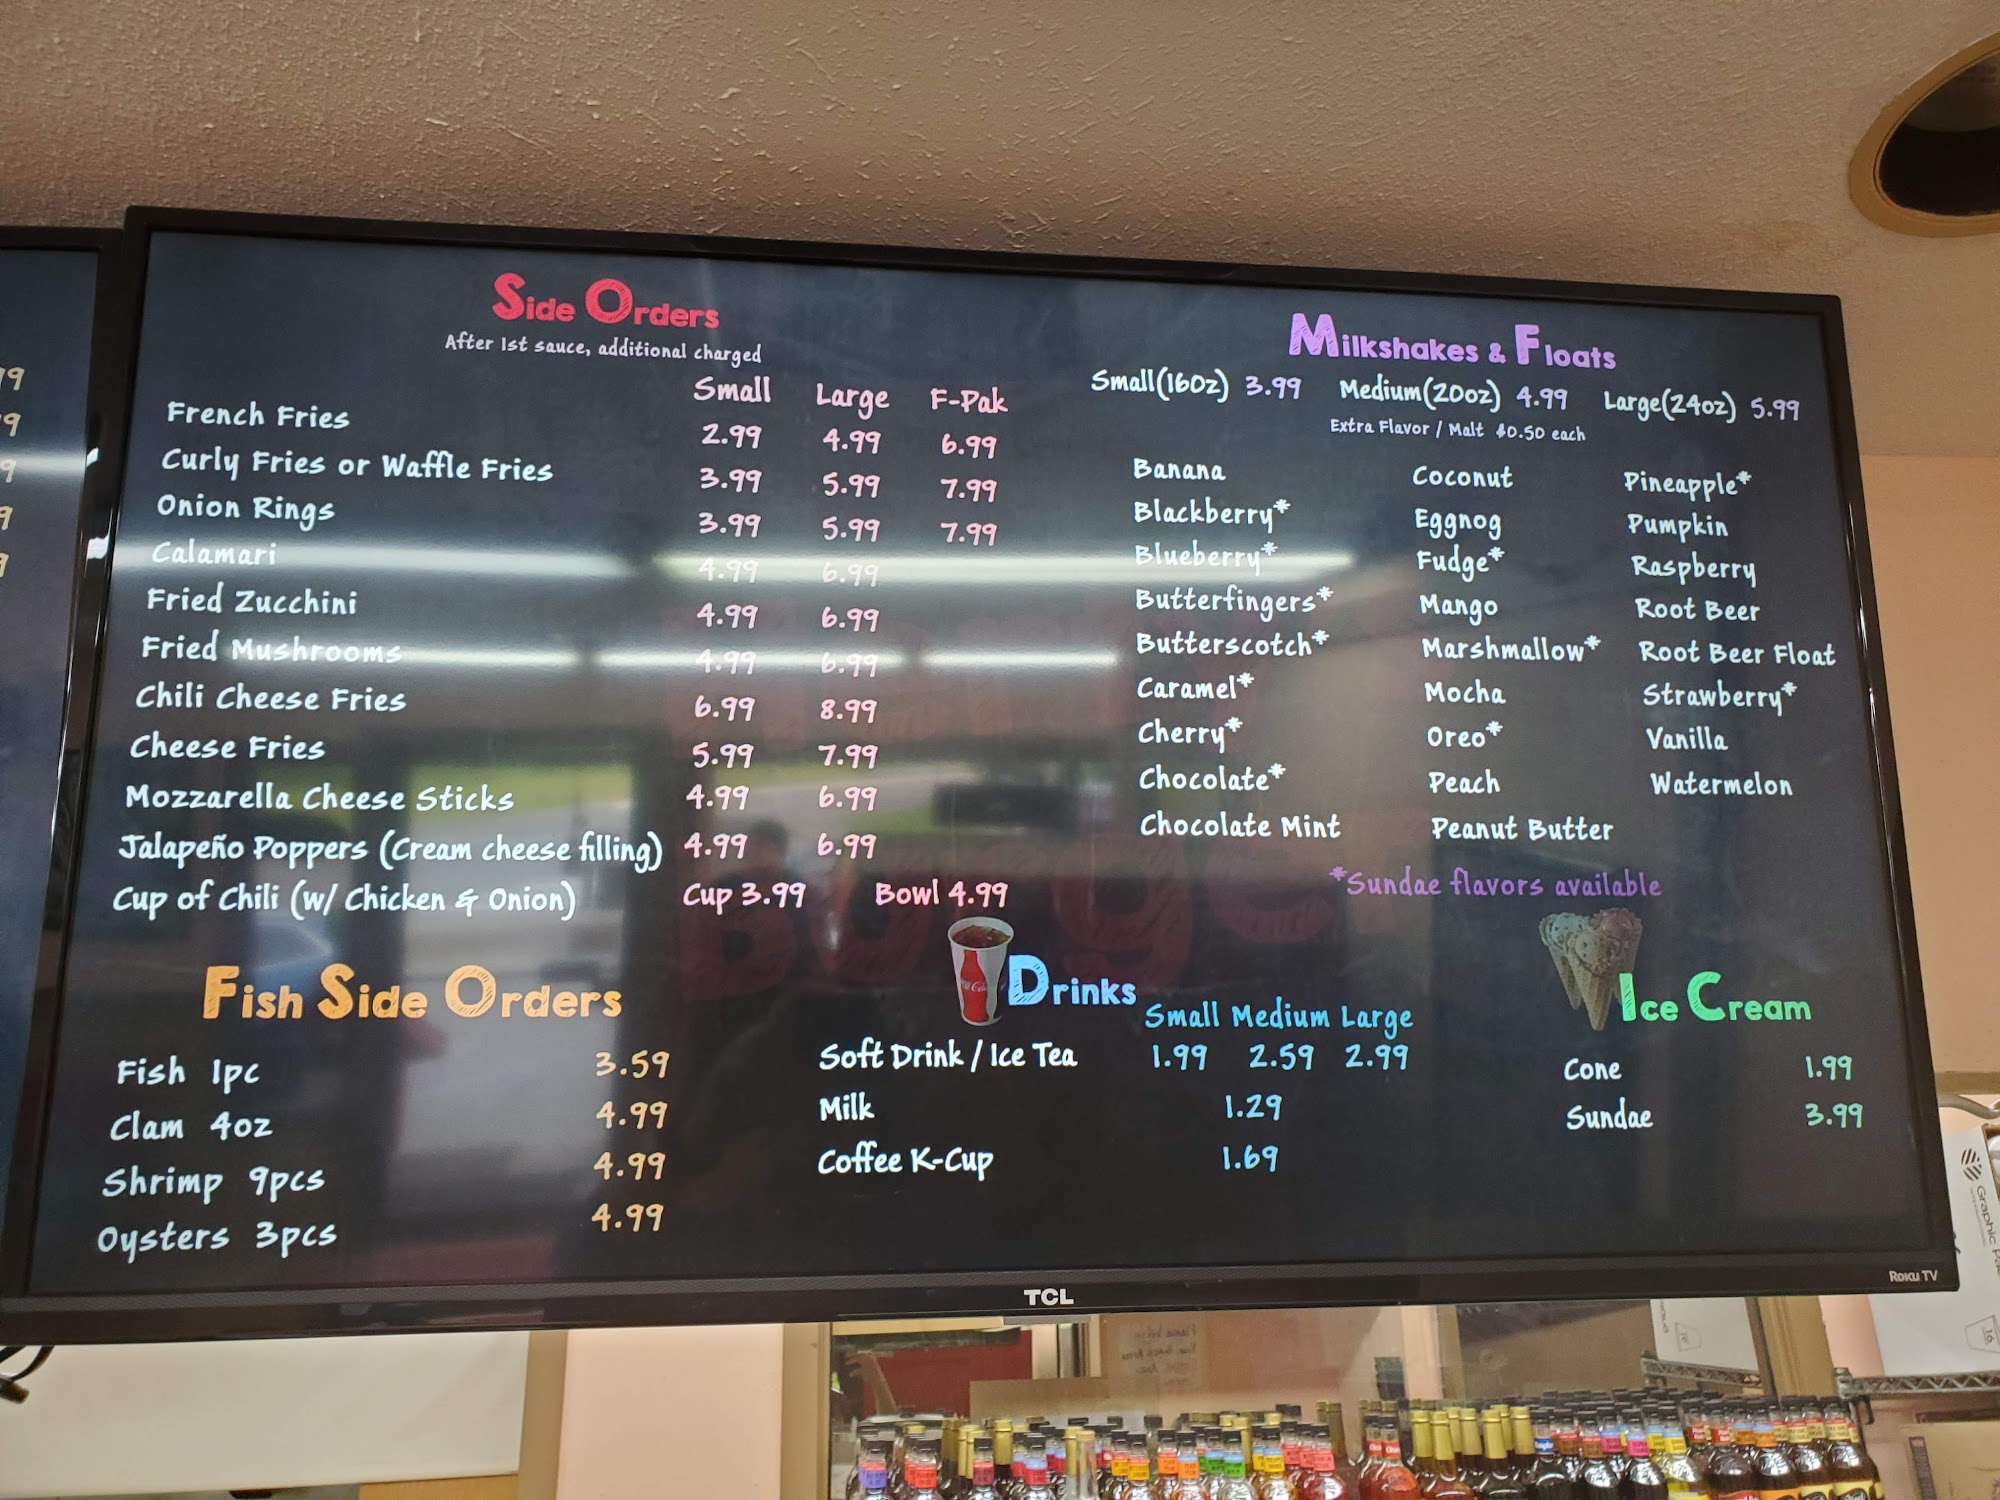 Side Orders
After 1st sauce, additional charged
Small Large F-Pak
French Fries 2.99 4.99 6.99
Curly Fries or Waffle Fries 3.99 5.99 7.99
Onion Rings 3.99 5.99 7.99
Calamari 4.99 6.99
Fried Zucchini 4.99 6.99
Fried Mushrooms 4.99 6.99
Chili Cheese Fries 6.99 8.99
Cheese Fries 5.99 7.99
Mozzarella Cheese Sticks 4.99 6.99
Jalapeño Poppers (Cream cheese filling) 4.99 6.99
Cup of Chili (w/ Chicken & Onion) Cup 3.99 Bowl 4.99
Milkshakes & Floats
Small(16oz) 3.99 Medium(20oz) 4.99 Large(24oz) 5.99
Extra Flavor / Malt $0.50 each
Banana Coconut Pineapple*
Blackberry* Eggnog Pumpkin
Blueberry* Fudge* Raspberry
Butterfingers* Mango Root Beer
Butterscotch* Marshmallow* Root Beer Float
Caramel* Mocha Strawberry*
Cherry* Oreo* Vanilla
Chocolate* Peach Watermelon
Chocolate Mint Peanut Butter
*Sundae flavors available
Fish Side Orders
Fish 1pc 3.59
Clam 4oz 4.99
Shrimp 9pcs 4.99
Oysters 3pcs 4.99
Drinks
Small Medium Large
Soft Drink / Ice Tea 1.99 2.59 2.99
Milk 1.29
Coffee K-Cup 1.69
Ice Cream
Cone 1.99
Sundae 3.99
TCL
Roku TV
Graphic